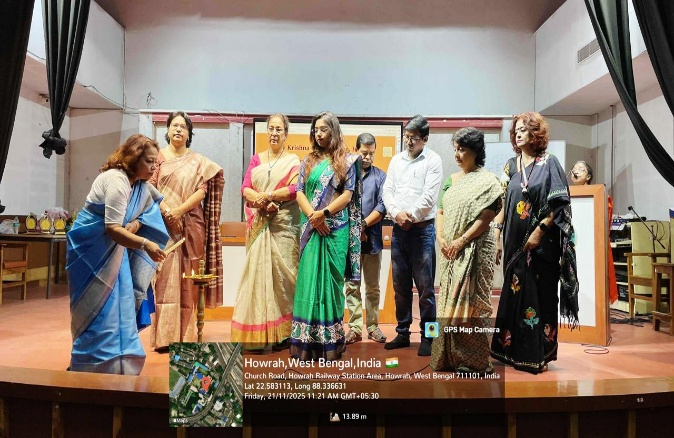 Krishna
GPS Map Camera
Howrah,West Bengal,India
Church Road, Howrah Railway Station Area, Howrah, West Bengal 711101, India
Lat 22.583113, Long 88.336631
Friday, 21/11/2025 11:21 AM GMT+05:30
13.89 m